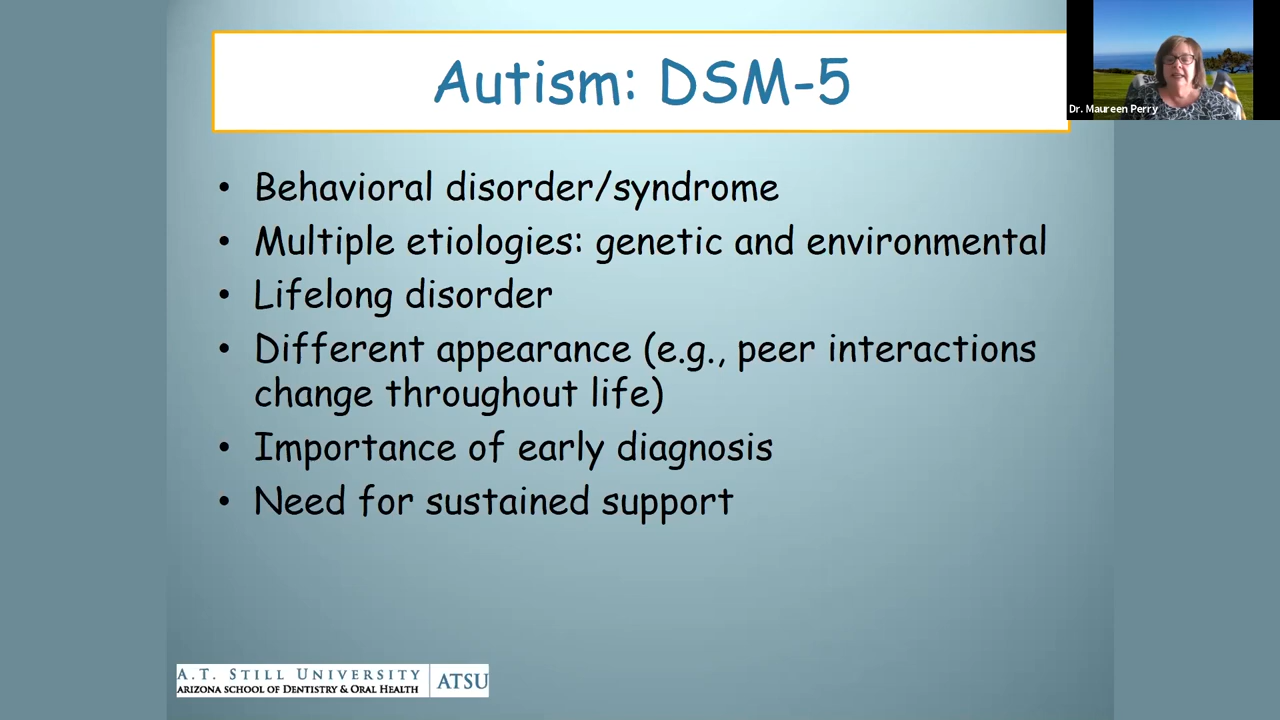 Autism: DSM-5
Dr. Maureen Perry
• Behavioral disorder/syndrome
• Multiple etiologies: genetic and environmental
• Lifelong disorder
• Different appearance (e.g., peer interactions
change throughout life)
• Importance of early diagnosis
• Need for sustained support
A.T. STILL UNIVERSITY
ARIZONA SCHOOL OF DENTISTRY & ORAL HEALTH
ATSU